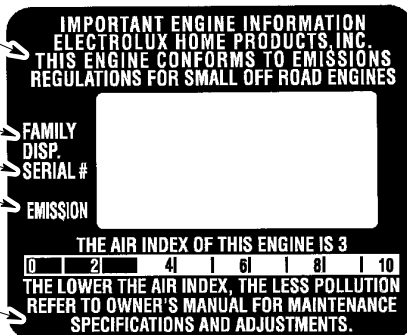 IMPORTANT ENGINE INFORMATION
ELECTROLUX HOME PRODUCTS, INC.
THIS ENGINE CONFORMS TO EMISSIONS
REGULATIONS FOR SMALL OFF ROAD ENGINES
FAMILY
DISP.
SERIAL #
EMISSION
THE AIR INDEX OF THIS ENGINE IS 3
0 2 4 6 8 10
THE LOWER THE AIR INDEX, THE LESS POLLUTION
REFER TO OWNER'S MANUAL FOR MAINTENANCE
SPECIFICATIONS AND ADJUSTMENTS.